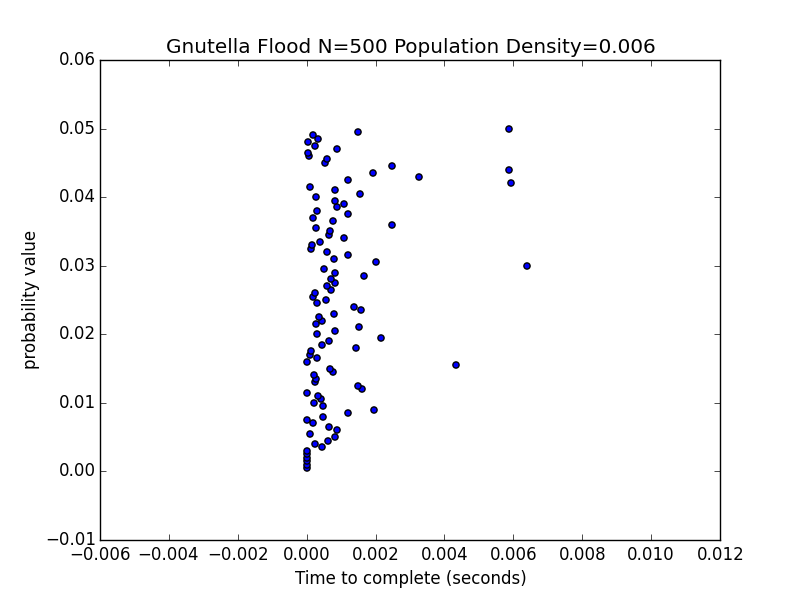 Gnutella Flood N=500 Population Density=0.006
0.06
0.05
0.04
0.03
0.02
0.01
0.00
−0.01
probability value
−0.006 −0.004 −0.002 0.000 0.002 0.004 0.006 0.008 0.010 0.012
Time to complete (seconds)